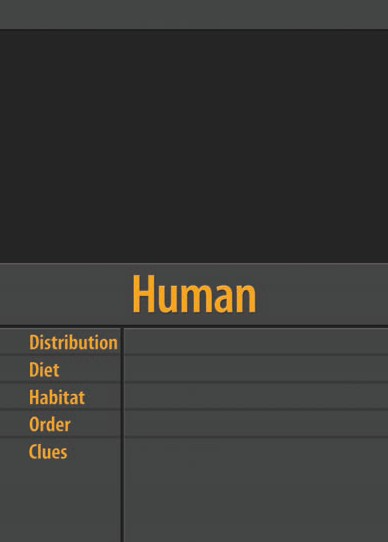 Human
Distribution
Diet
Habitat
Order
Clues